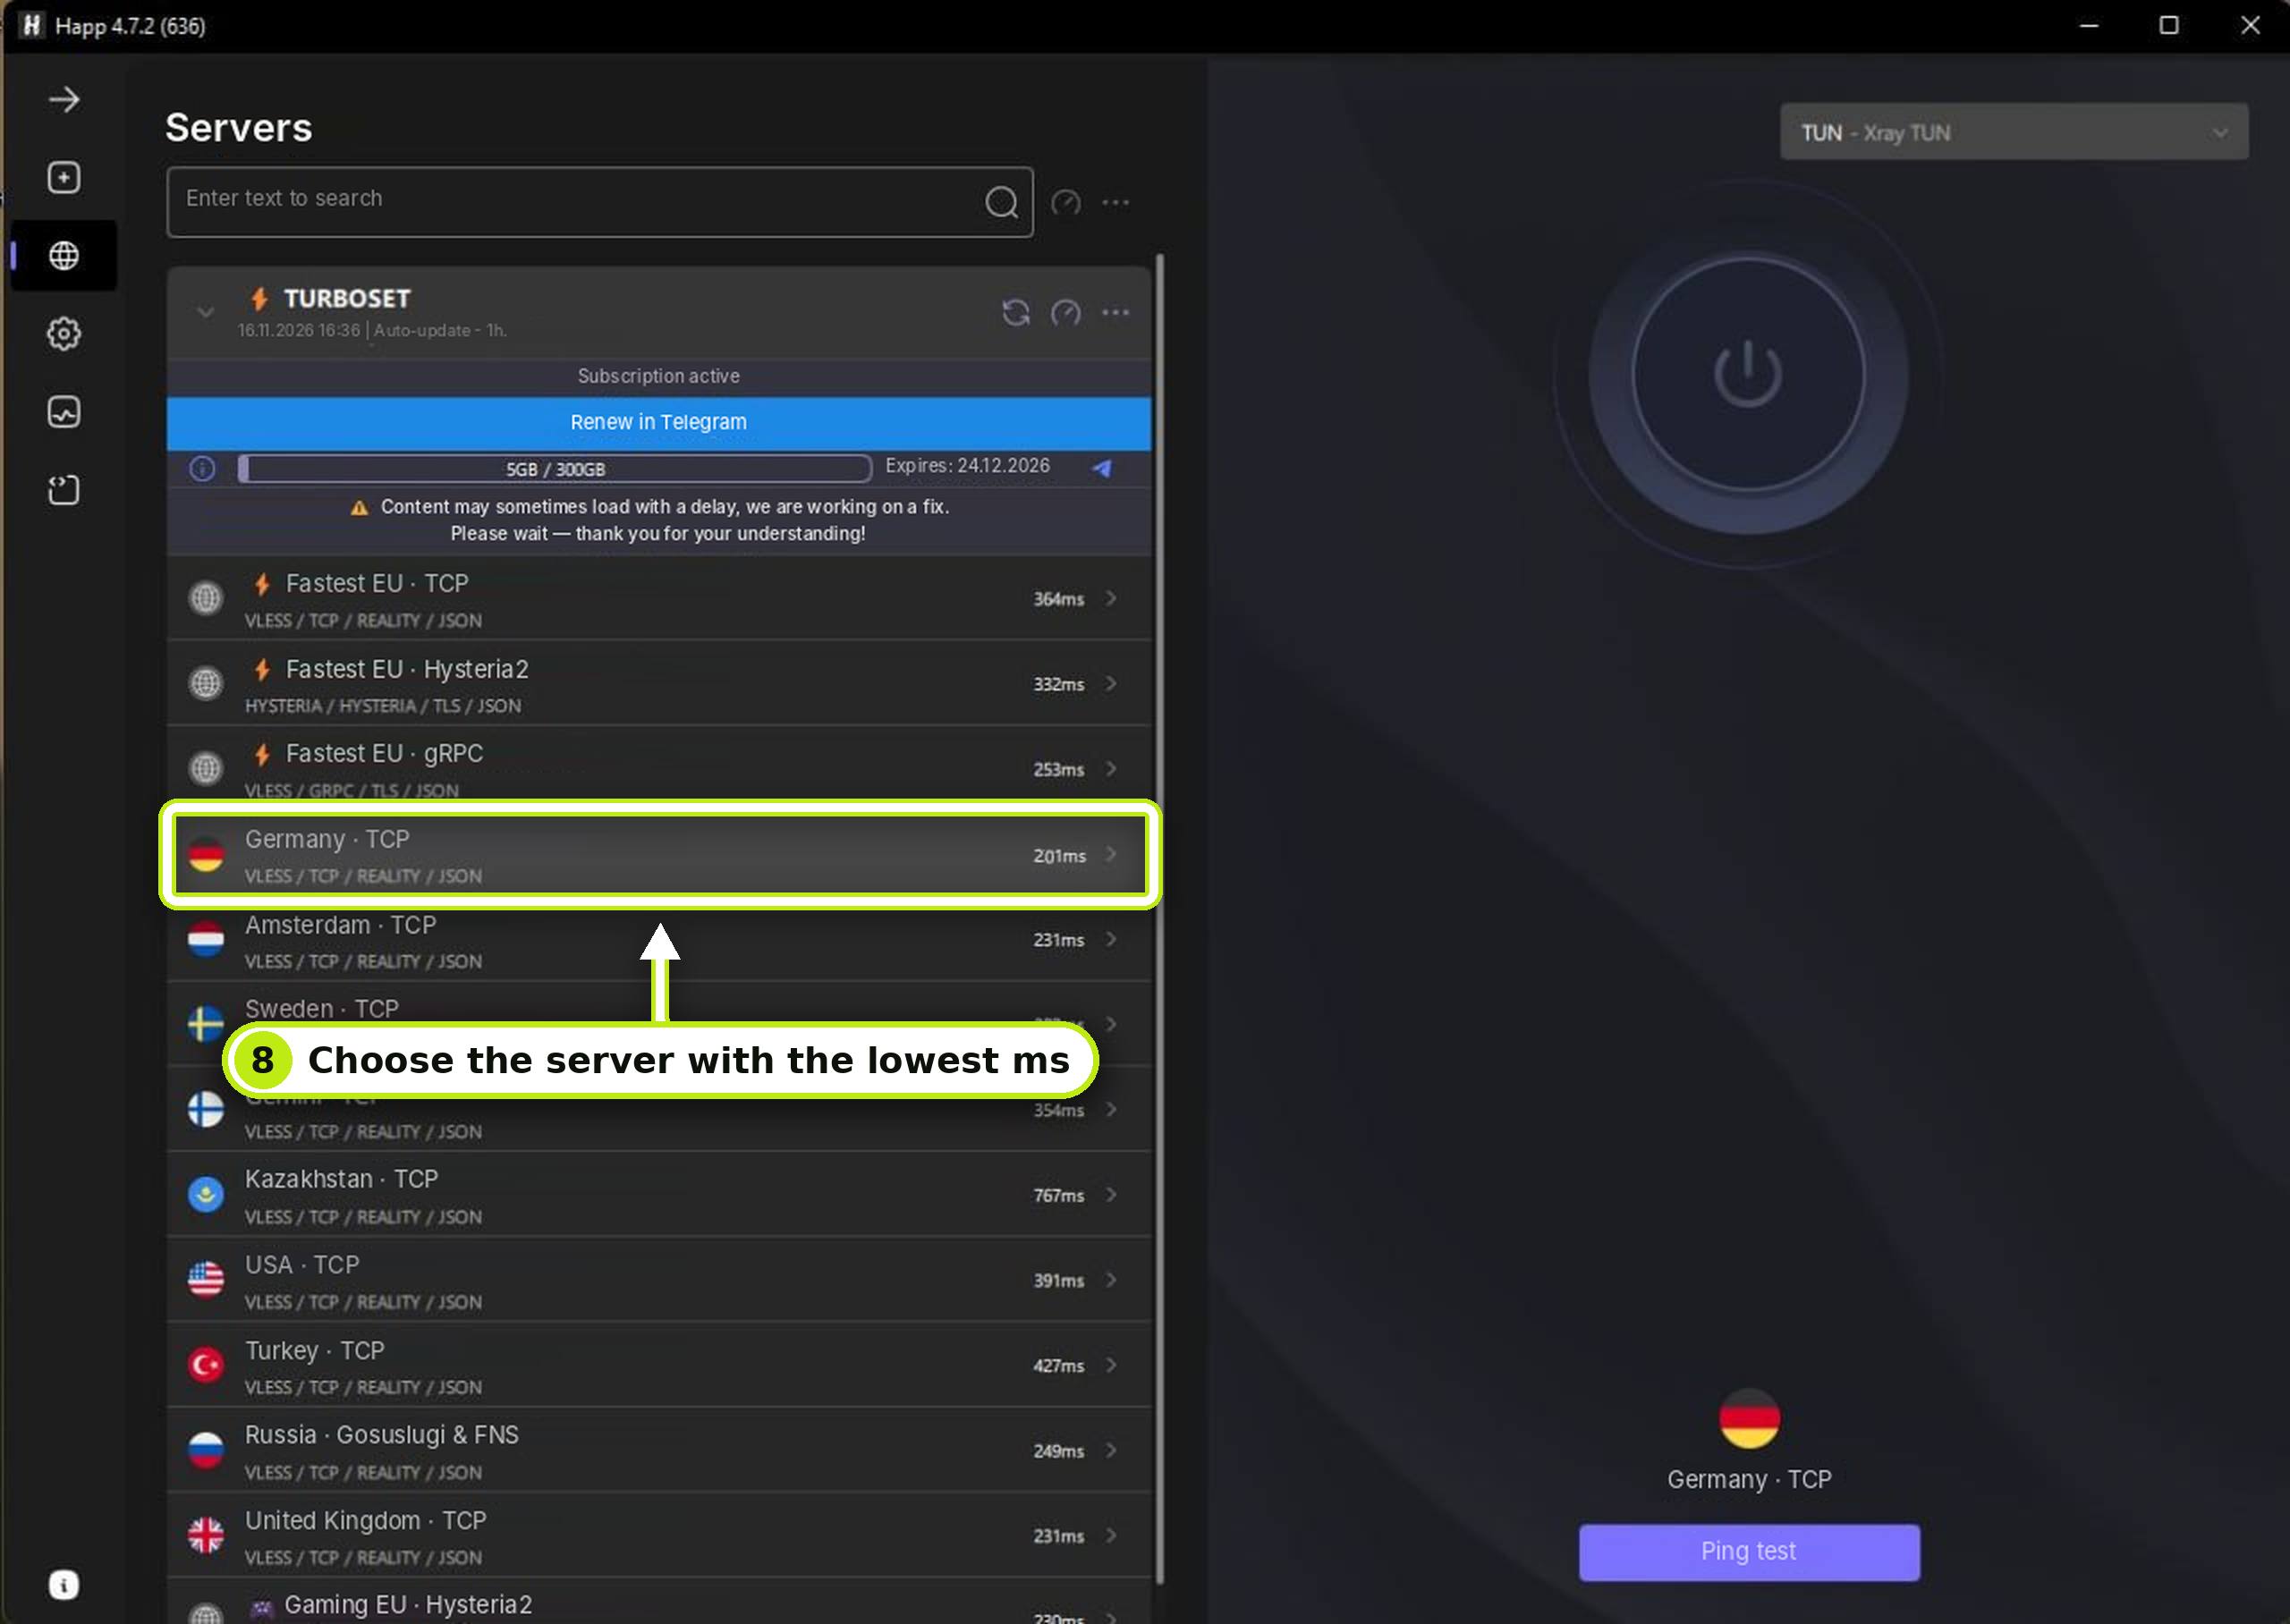 Happ 4.7.2 (636)
Servers
TUN - Xray TUN
Enter text to search
TURBOSET
16.11.2026 16:36 | Auto-update - 1h.
Subscription active
Renew in Telegram
5GB / 300GB
Expires: 24.12.2026
Content may sometimes load with a delay, we are working on a fix.
Please wait — thank you for your understanding!
Fastest EU · TCP
364ms
VLESS / TCP / REALITY / JSON
Fastest EU · Hysteria2
332ms
HYSTERIA / HYSTERIA / TLS / JSON
Fastest EU · gRPC
253ms
VLESS / GRPC / TLS / JSON
Germany · TCP
201ms
VLESS / TCP / REALITY / JSON
Amsterdam · TCP
231ms
VLESS / TCP / REALITY / JSON
Sweden · TCP
8 Choose the server with the lowest ms
354ms
VLESS / TCP / REALITY / JSON
Kazakhstan · TCP
767ms
VLESS / TCP / REALITY / JSON
USA · TCP
391ms
VLESS / TCP / REALITY / JSON
Turkey · TCP
427ms
VLESS / TCP / REALITY / JSON
Russia · Gosuslugi & FNS
249ms
VLESS / TCP / REALITY / JSON
United Kingdom · TCP
231ms
VLESS / TCP / REALITY / JSON
Gaming EU · Hysteria2
230ms
Germany · TCP
Ping test